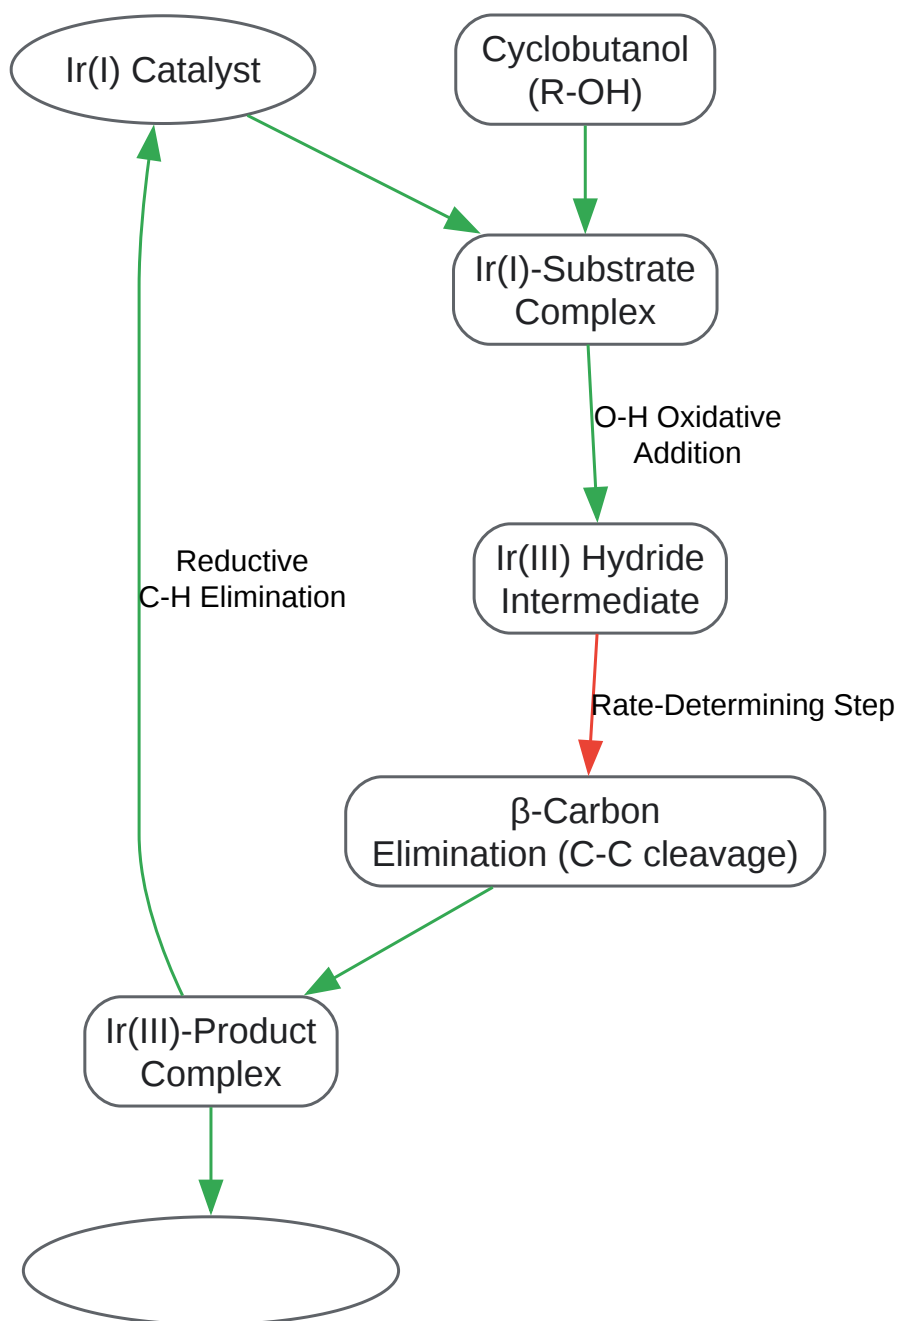 Ir(I) Catalyst
Cyclobutanol
(R-OH)
Ir(I)-Substrate
Complex
O-H Oxidative
Addition
Ir(III) Hydride
Intermediate
Reductive
C-H Elimination
Rate-Determining Step
β-Carbon
Elimination (C-C cleavage)
Ir(III)-Product
Complex